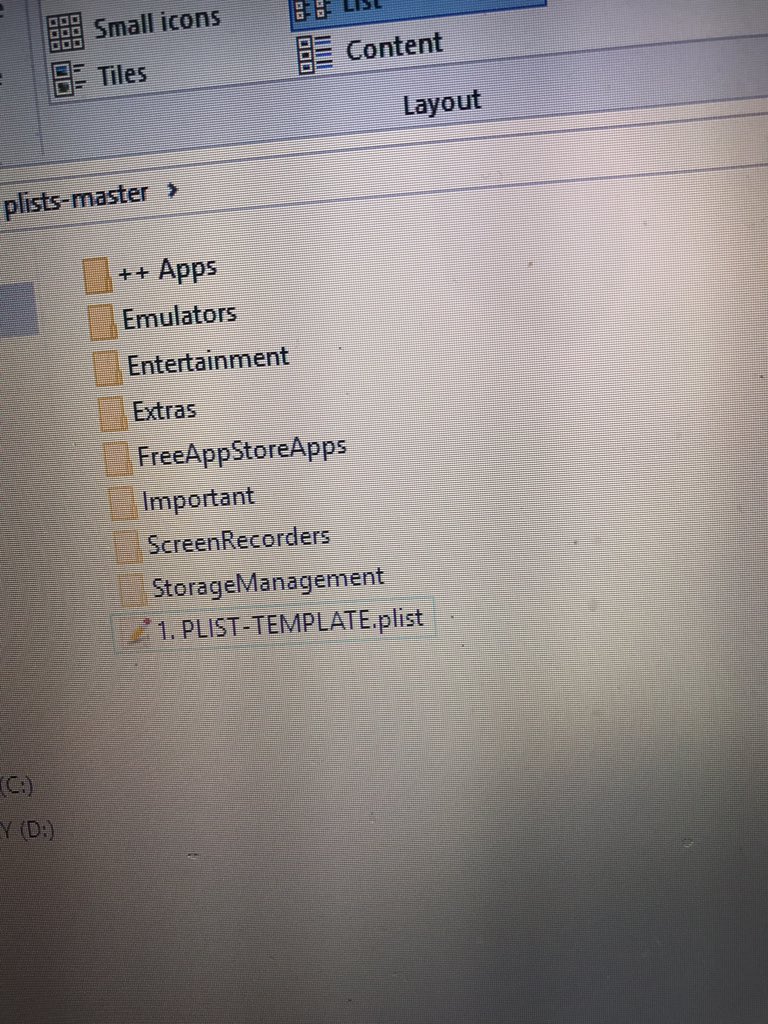 Small icons
List
Tiles
Content
Layout
plists-master >
++ Apps
Emulators
Entertainment
Extras
FreeAppStoreApps
Important
ScreenRecorders
StorageManagement
1. PLIST-TEMPLATE.plist
(C:)
Y (D:)